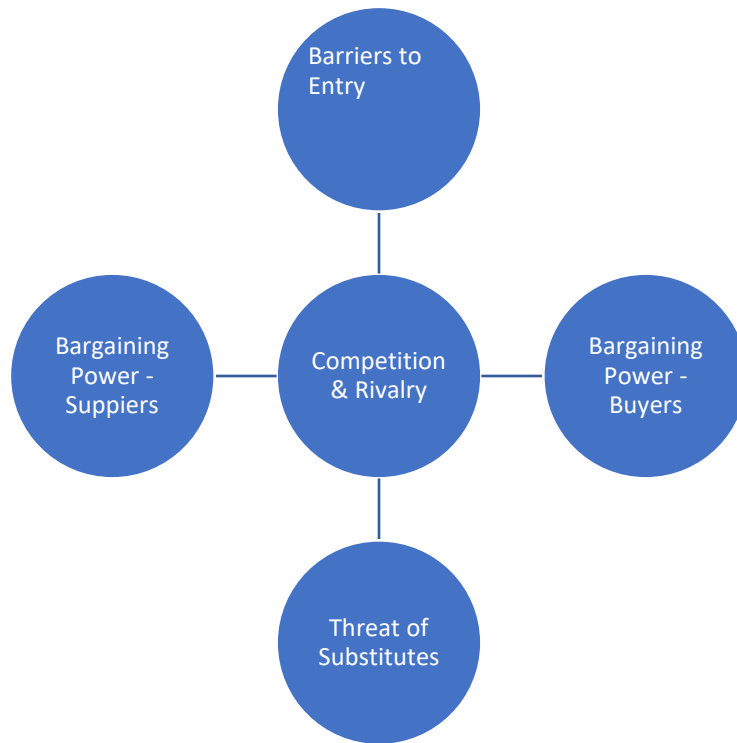 Barriers to
Entry
Bargaining
Power -
Suppiers
Competition
& Rivalry
Bargaining
Power -
Buyers
Threat of
Substitutes